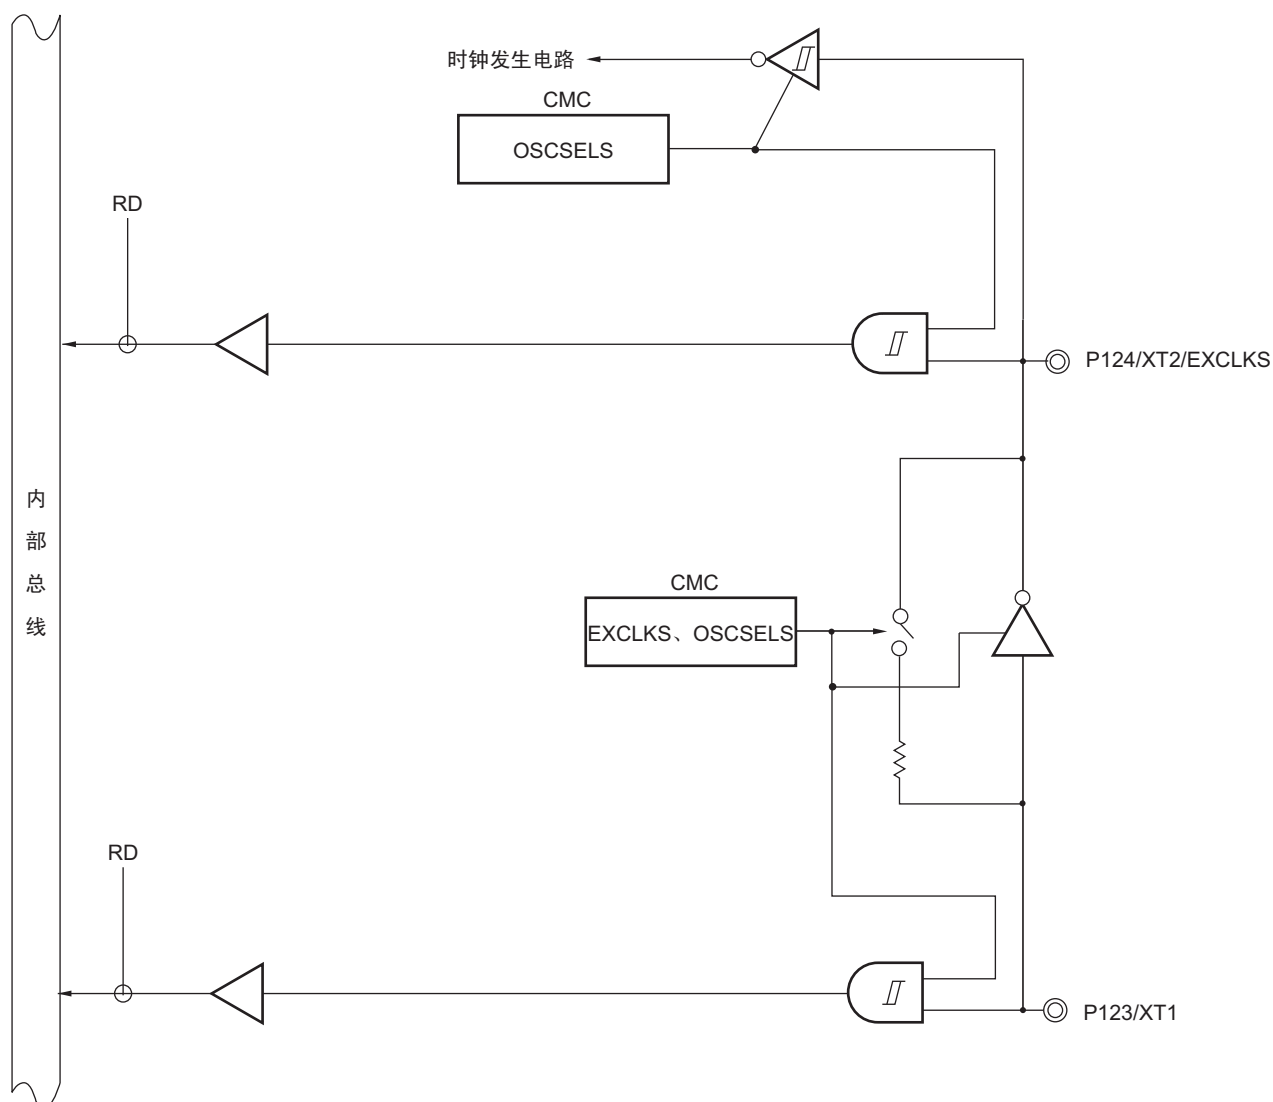 时钟发生电路
CMC
OSCSELS
RD
P124/XT2/EXCLKS
内部总线
CMC
EXCLKS、OSCSELS
RD
P123/XT1